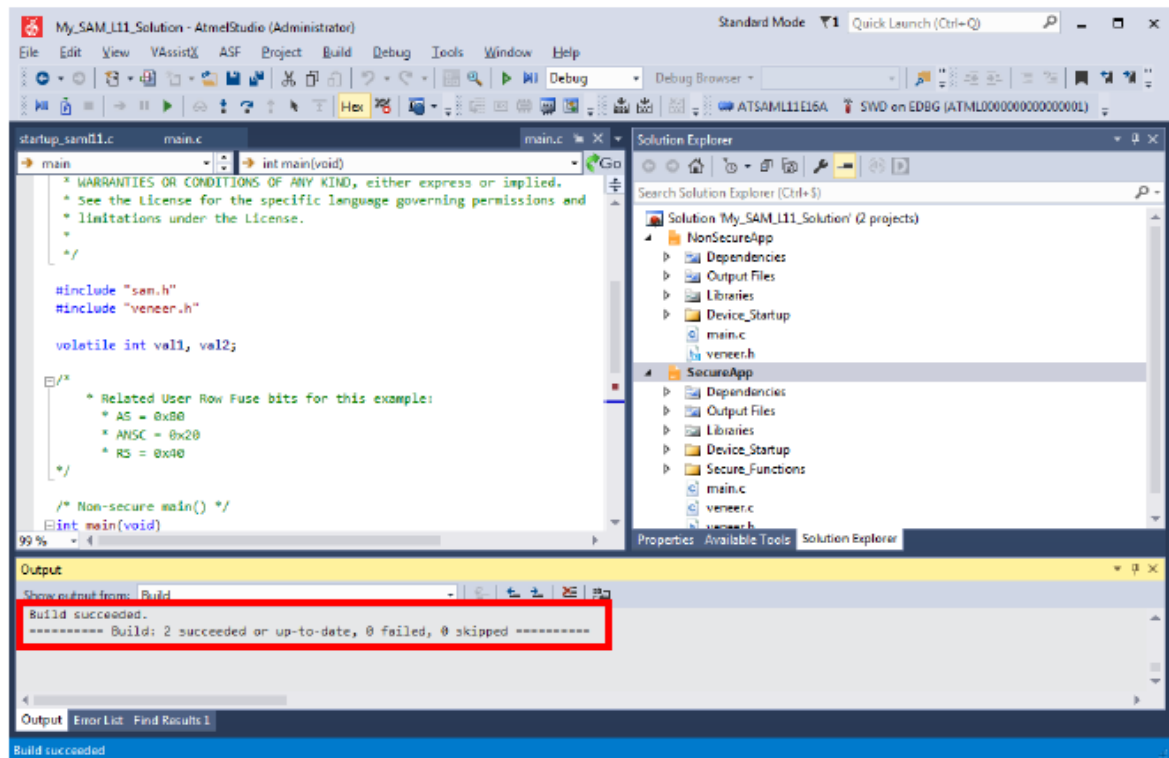 My_SAM_L11_Solution - AtmelStudio (Administrator)
Standard Mode 1 Quick Launch (Ctrl+Q)
File Edit View VAssistX ASF Project Build Debug Tools Window Help
Debug Debug Browser
Hex ATSAML11E16A SWD on EDBG (ATML0000000000000001)
startup_saml11.c main.c main.c
main int main(void) Go
* WARRANTIES OR CONDITIONS OF ANY KIND, either express or implied.
* See the License for the specific language governing permissions and
* limitations under the License.
*
*/
#include "sam.h"
#include "veneer.h"
volatile int val1, val2;
/*
* Related User Row Fuse bits for this example:
* AS = 0x80
* ANSC = 0x20
* RS = 0x40
*/
/* Non-secure main() */
int main(void)
99 %
Solution Explorer
Search Solution Explorer (Ctrl+$)
Solution 'My_SAM_L11_Solution' (2 projects)
NonSecureApp
Dependencies
Output Files
Libraries
Device_Startup
main.c
veneer.h
SecureApp
Dependencies
Output Files
Libraries
Device_Startup
Secure_Functions
main.c
veneer.c
veneer.h
Properties Available Tools Solution Explorer
Output
Show output from: Build
Build succeeded.
========== Build: 2 succeeded or up-to-date, 0 failed, 0 skipped ==========
Output Error List Find Results 1
Build succeeded